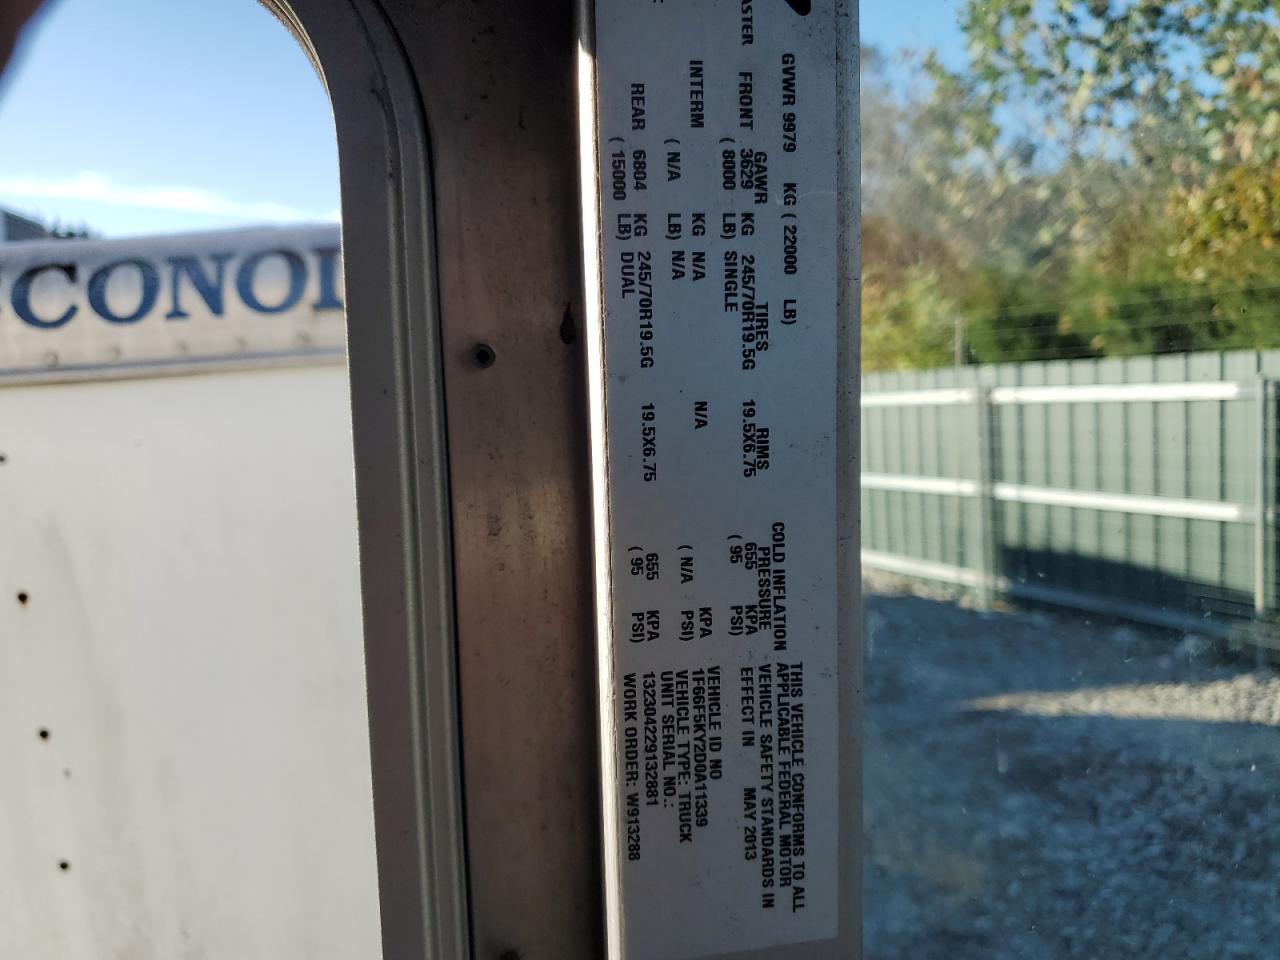 CONOL
ASTER
GVWR 9979 KG ( 22000 LB)
GAWR TIRES RIMS COLD INFLATION PRESSURE
FRONT 3629 KG 245/70R19.5G 19.5X6.75 655 KPA
( 8000 LB) SINGLE ( 95 PSI)
INTERM KG N/A N/A KPA
( N/A LB) N/A ( N/A PSI)
REAR 6804 KG 245/70R19.5G 19.5X6.75 655 KPA
( 15000 LB) DUAL ( 95 PSI)
THIS VEHICLE CONFORMS TO ALL
APPLICABLE FEDERAL MOTOR
VEHICLE SAFETY STANDARDS IN
EFFECT IN MAY 2013
VEHICLE ID NO
1F66F5KY2D0A11339
VEHICLE TYPE: TRUCK
UNIT SERIAL NO.:
132304229132881
WORK ORDER: W913288